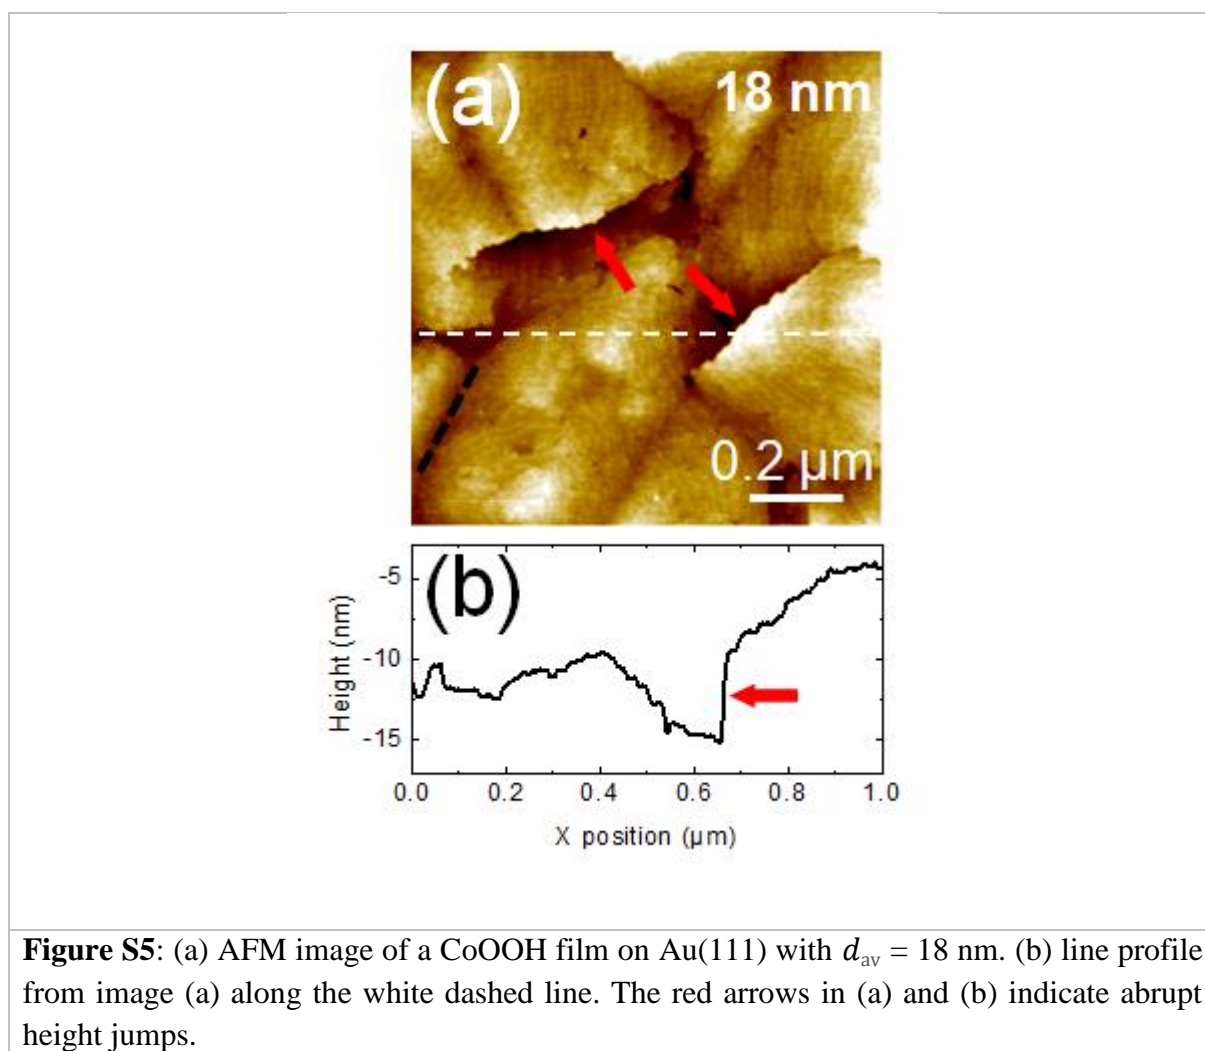 (a)
18 nm
0.2 µm
(b)
Height (nm)
-5
-10
-15
0.0 0.2 0.4 0.6 0.8 1.0
X position (µm)
Figure S5: (a) AFM image of a CoOOH film on Au(111) with dav = 18 nm. (b) line profile
from image (a) along the white dashed line. The red arrows in (a) and (b) indicate abrupt
height jumps.